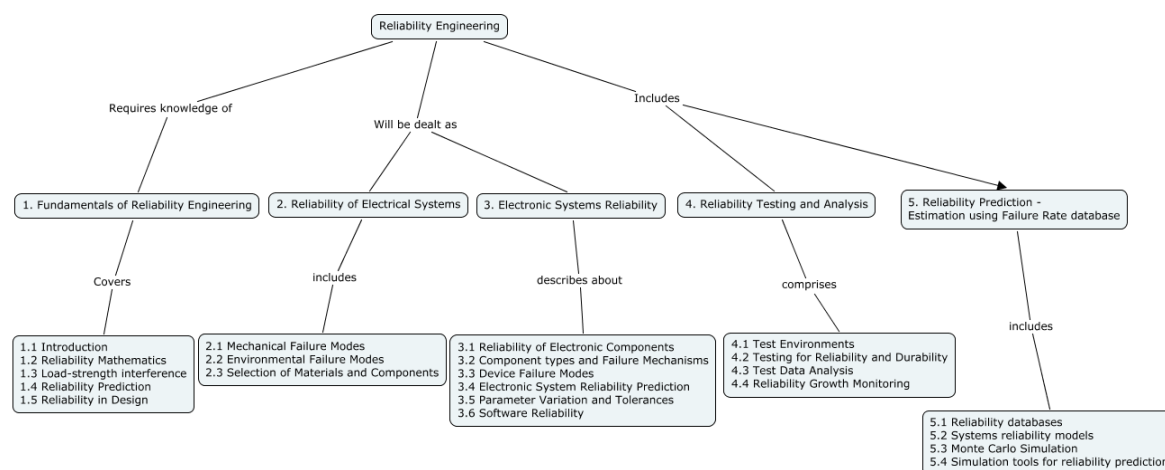 Reliability Engineering
Requires knowledge of
Will be dealt as
Includes
1. Fundamentals of Reliability Engineering
2. Reliability of Electrical Systems
3. Electronic Systems Reliability
4. Reliability Testing and Analysis
5. Reliability Prediction -
Estimation using Failure Rate database
Covers
includes
describes about
comprises
includes
1.1 Introduction
1.2 Reliability Mathematics
1.3 Load-strength interference
1.4 Reliability Prediction
1.5 Reliability in Design
2.1 Mechanical Failure Modes
2.2 Environmental Failure Modes
2.3 Selection of Materials and Components
3.1 Reliability of Electronic Components
3.2 Component types and Failure Mechanisms
3.3 Device Failure Modes
3.4 Electronic System Reliability Prediction
3.5 Parameter Variation and Tolerances
3.6 Software Reliability
4.1 Test Environments
4.2 Testing for Reliability and Durability
4.3 Test Data Analysis
4.4 Reliability Growth Monitoring
5.1 Reliability databases
5.2 Systems reliability models
5.3 Monte Carlo Simulation
5.4 Simulation tools for reliability prediction